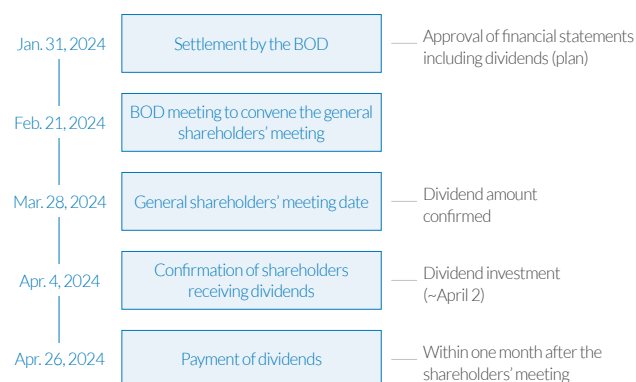 Jan. 31, 2024
Settlement by the BOD
Approval of financial statements
including dividends (plan)
Feb. 21, 2024
BOD meeting to convene the general
shareholders’ meeting
Mar. 28, 2024
General shareholders’ meeting date
Dividend amount
confirmed
Apr. 4, 2024
Confirmation of shareholders
receiving dividends
Dividend investment
(~April 2)
Apr. 26, 2024
Payment of dividends
Within one month after the
shareholders’ meeting